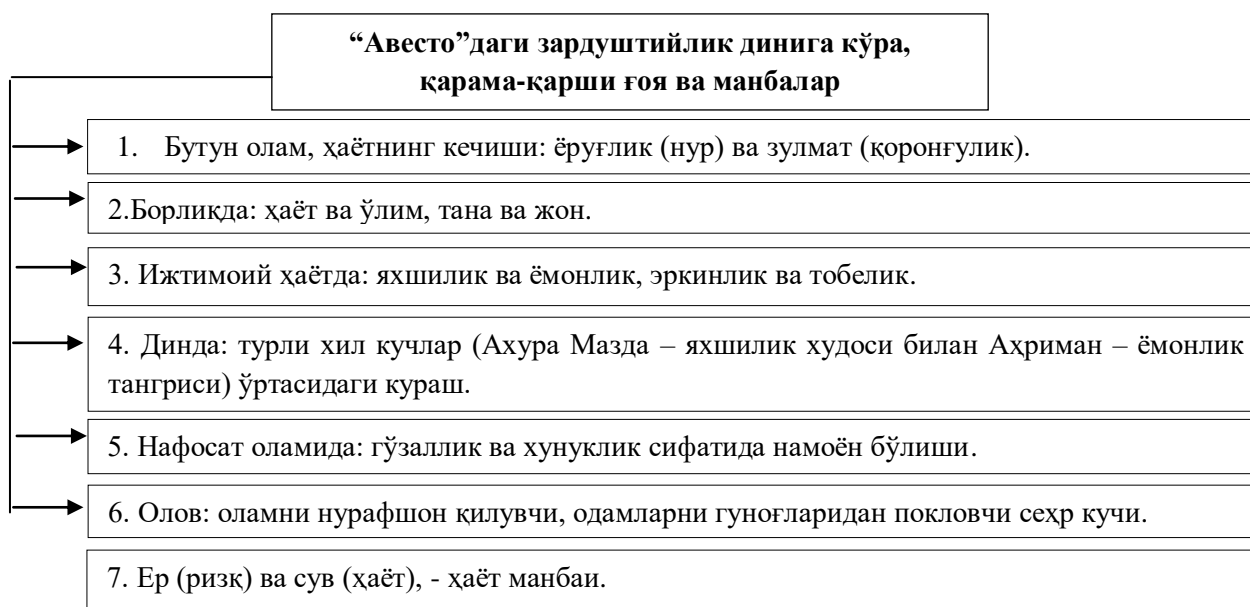 “Авесто”даги зардуштийлик динига кўра,
қарама-қарши ғоя ва манбалар
1. Бутун олам, ҳаётнинг кечиши: ёруғлик (нур) ва зулмат (қоронғулик).
2.Борлиқда: ҳаёт ва ўлим, тана ва жон.
3. Ижтимоий ҳаётда: яхшилик ва ёмонлик, эркинлик ва тобелик.
4. Динда: турли хил кучлар (Ахура Мазда – яхшилик худоси билан Аҳриман – ёмонлик
тангриси) ўртасидаги кураш.
5. Нафосат оламида: гўзаллик ва хунуклик сифатида намоён бўлиши.
6. Олов: оламни нурафшон қилувчи, одамларни гуноғларидан покловчи сеҳр кучи.
7. Ер (ризқ) ва сув (ҳаёт), - ҳаёт манбаи.